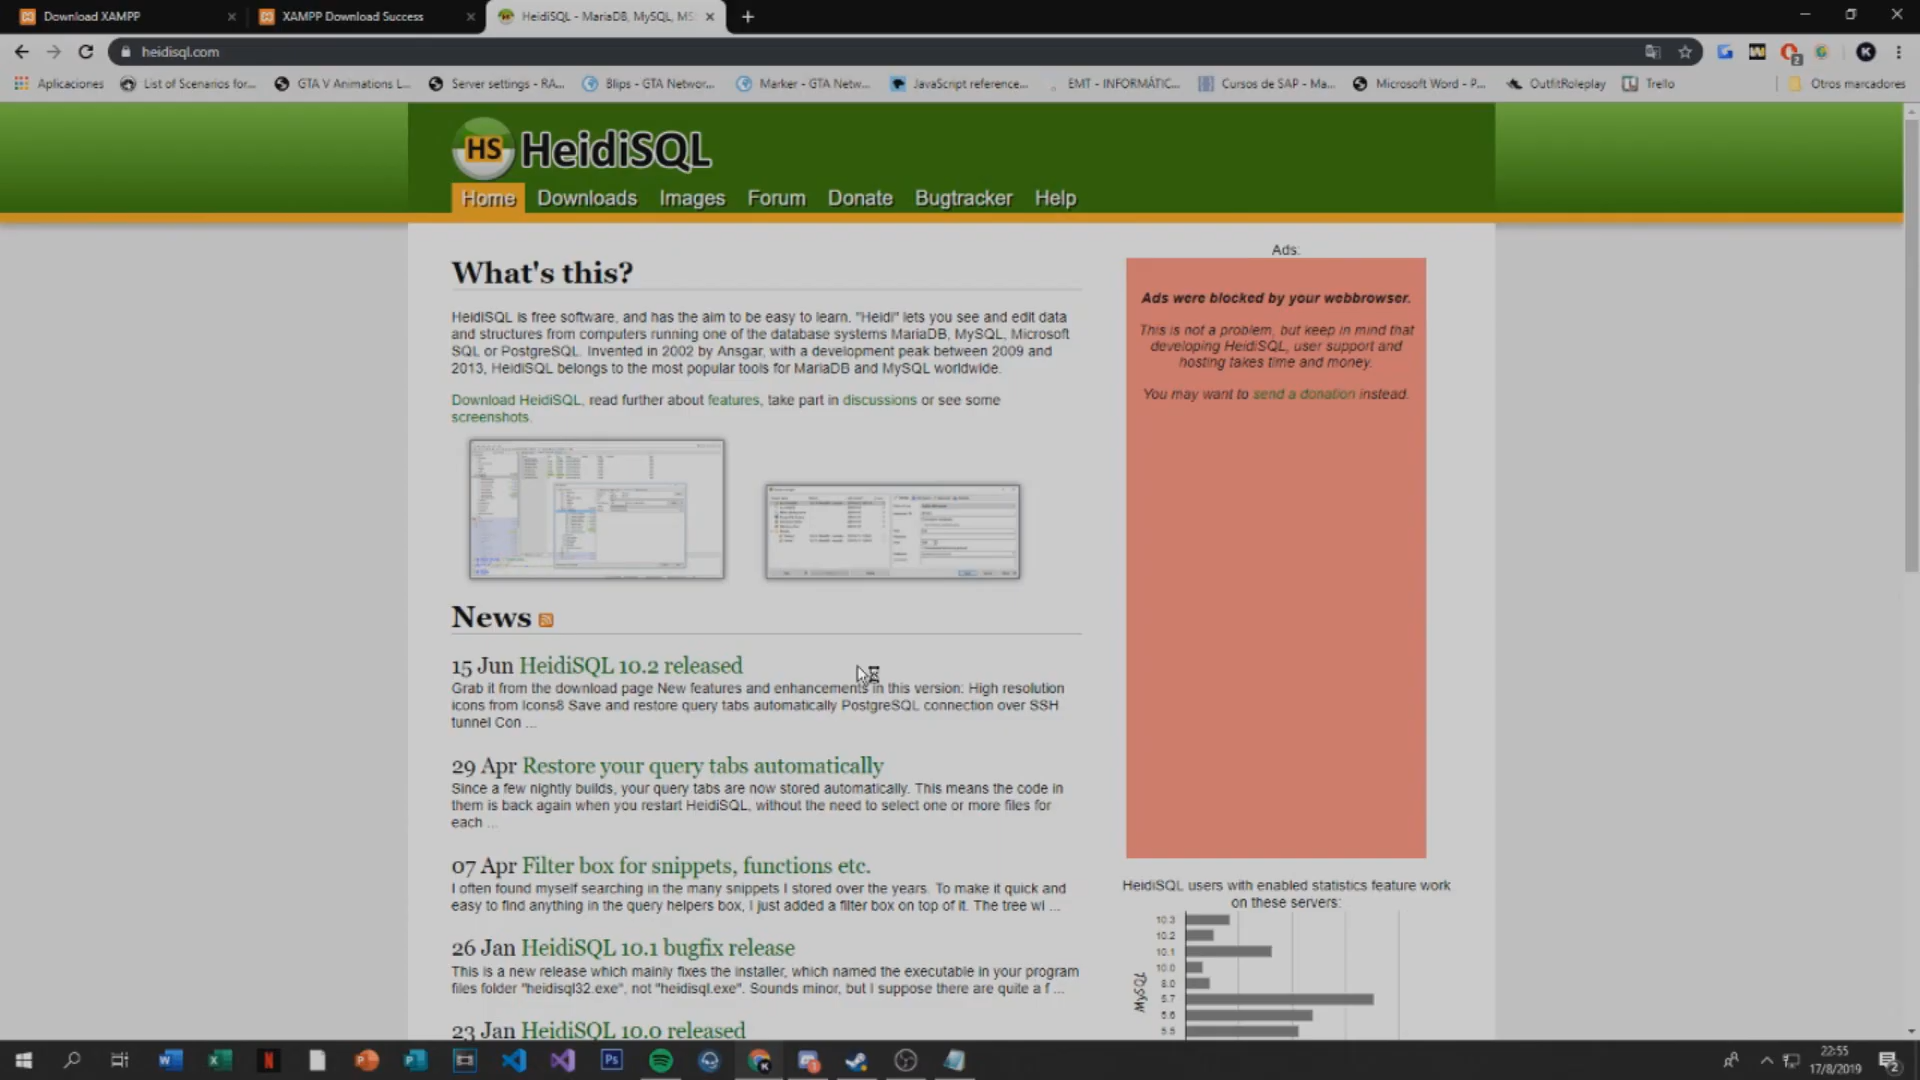 Download XAMPP
XAMPP Download Success
HeidiSQL - MariaDB, MySQL, MS
heidisql.com
Aplicaciones
List of Scenarios for...
GTA V Animations L...
Server settings - RA...
Blips - GTA Networ...
Marker - GTA Netw...
JavaScript reference...
EMT - INFORMÁTIC...
Cursos de SAP - Ma...
Microsoft Word - P...
OutfitRoleplay
Trello
Otros marcadores
HS HeidiSQL
Home Downloads Images Forum Donate Bugtracker Help
What's this?
HeidiSQL is free software, and has the aim to be easy to learn. "Heidi" lets you see and edit data
and structures from computers running one of the database systems MariaDB, MySQL, Microsoft
SQL or PostgreSQL. Invented in 2002 by Ansgar, with a development peak between 2009 and
2013, HeidiSQL belongs to the most popular tools for MariaDB and MySQL worldwide.
Download HeidiSQL, read further about features, take part in discussions or see some
screenshots.
News
15 Jun HeidiSQL 10.2 released
Grab it from the download page New features and enhancements in this version: High resolution
icons from Icons8 Save and restore query tabs automatically PostgreSQL connection over SSH
tunnel Con ...
29 Apr Restore your query tabs automatically
Since a few nightly builds, your query tabs are now stored automatically. This means the code in
them is back again when you restart HeidiSQL, without the need to select one or more files for
each ...
07 Apr Filter box for snippets, functions etc.
I often found myself searching in the many snippets I stored over the years. To make it quick and
easy to find anything in the query helpers box, I just added a filter box on top of it. The tree wi ...
26 Jan HeidiSQL 10.1 bugfix release
This is a new release which mainly fixes the installer, which named the executable in your program
files folder "heidisql32.exe", not "heidisql.exe". Sounds minor, but I suppose there are quite a f ...
23 Jan HeidiSQL 10.0 released
Ads:
Ads were blocked by your webbrowser.
This is not a problem, but keep in mind that
developing HeidiSQL, user support and
hosting takes time and money.
You may want to send a donation instead.
HeidiSQL users with enabled statistics feature work
on these servers:
10.3
10.2
10.1
10.0
8.0
5.7
5.6
5.5
MySQL
22:55
17/8/2019